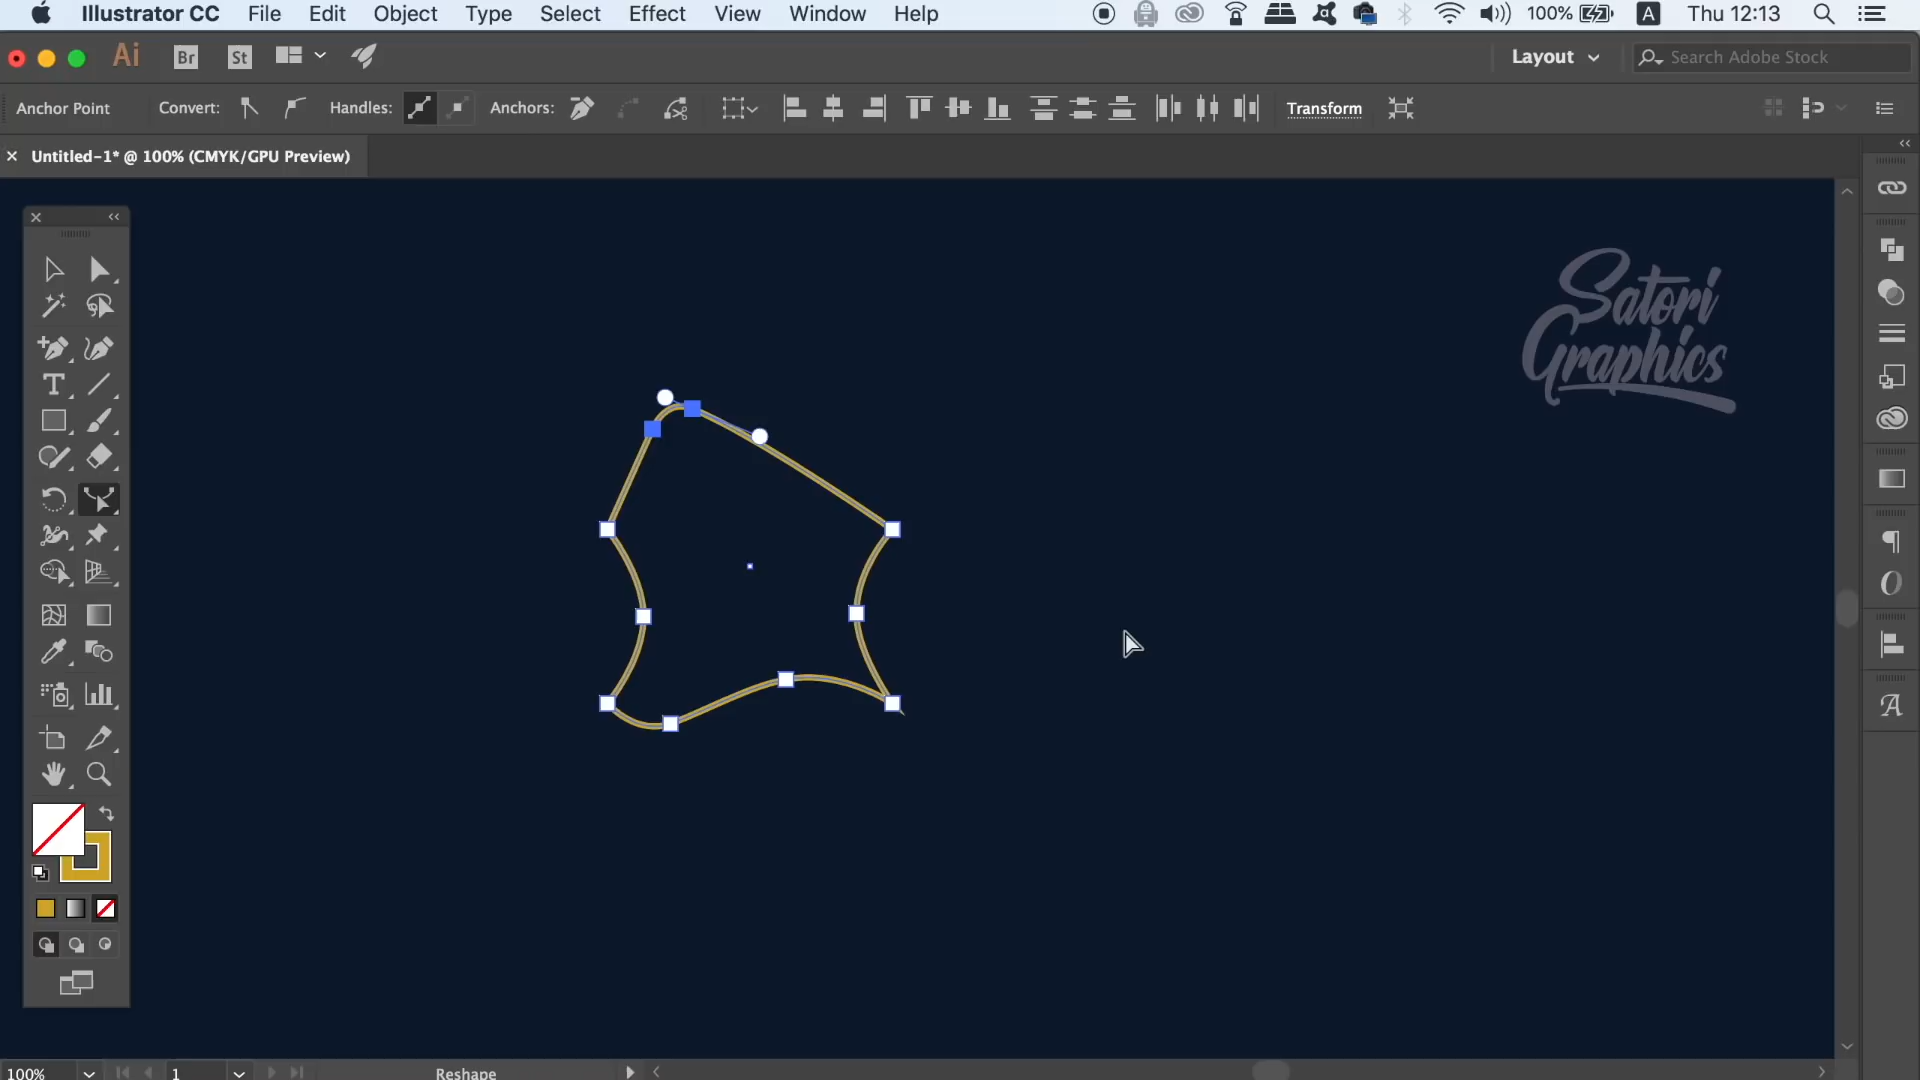 Illustrator CC File Edit Object Type Select Effect View Window Help 100% A Thu 12:13
Ai Br St Layout Search Adobe Stock
Anchor Point Convert: Handles: Anchors: Transform
Untitled-1* @ 100% (CMYK/GPU Preview)
Satori
Graphics
100% 1 Reshape